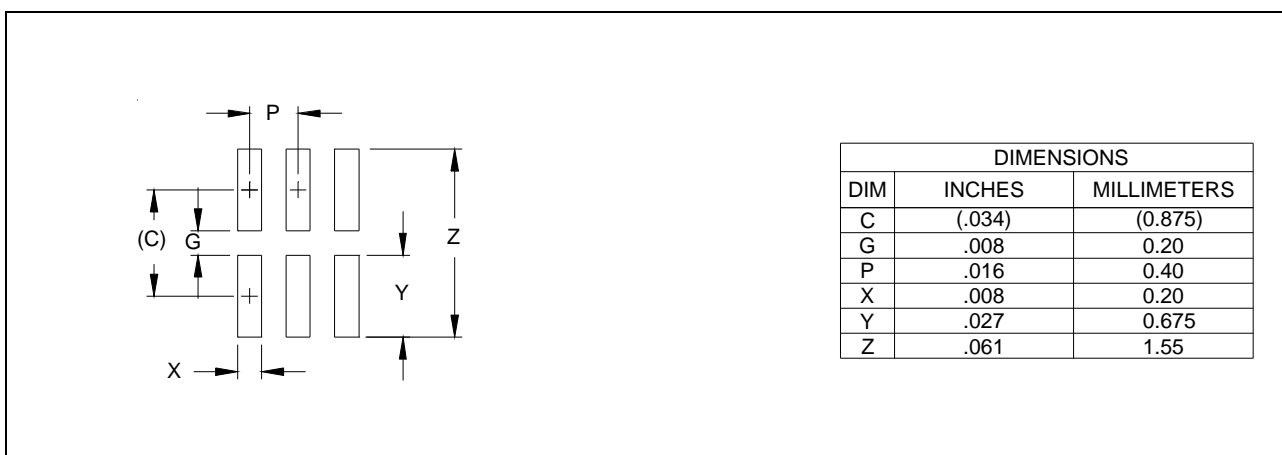 P
(C)
G
Z
Y
X
DIMENSIONS
DIM INCHES MILLIMETERS
C (.034) (0.875)
G .008 0.20
P .016 0.40
X .008 0.20
Y .027 0.675
Z .061 1.55